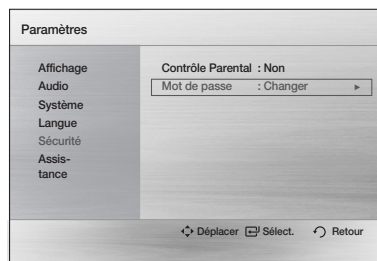 Paramètres
Affichage
Audio
Système
Langue
Sécurité
Assis-
tance
Contrôle Parental : Non
Mot de passe : Changer ►
Déplacer Sélect. Retour